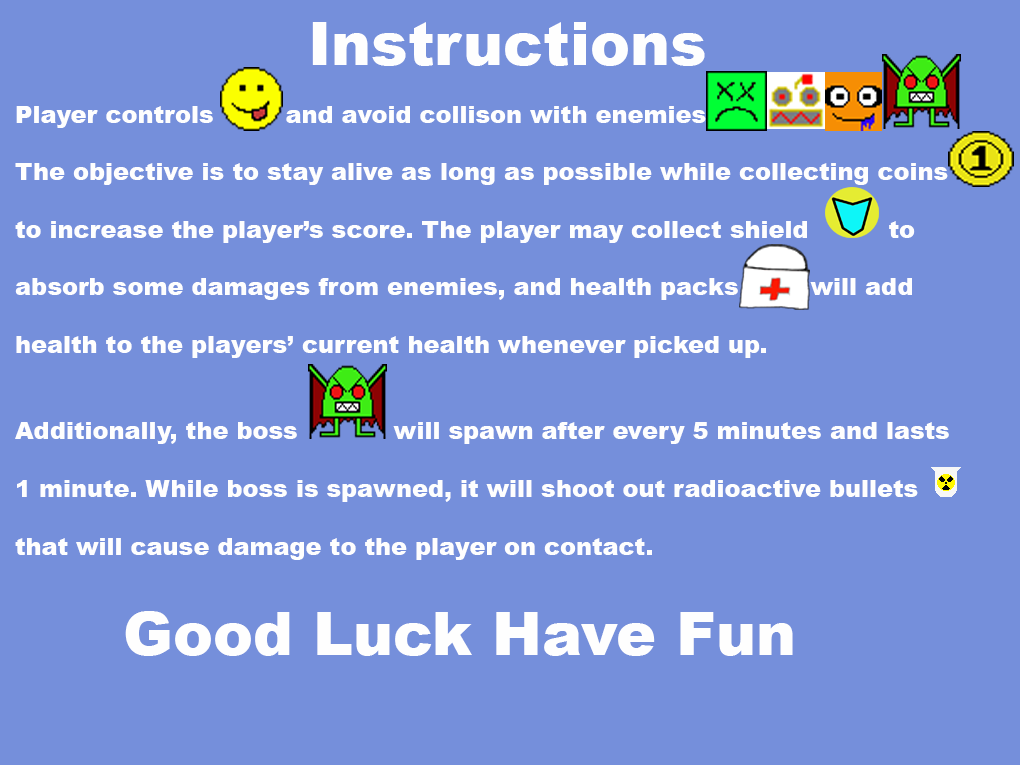 Instructions
Player controls and avoid collison with enemies
The objective is to stay alive as long as possible while collecting coins 1
to increase the player’s score. The player may collect shield to
absorb some damages from enemies, and health packs will add
health to the players’ current health whenever picked up.
Additionally, the boss will spawn after every 5 minutes and lasts
1 minute. While boss is spawned, it will shoot out radioactive bullets
that will cause damage to the player on contact.
Good Luck Have Fun